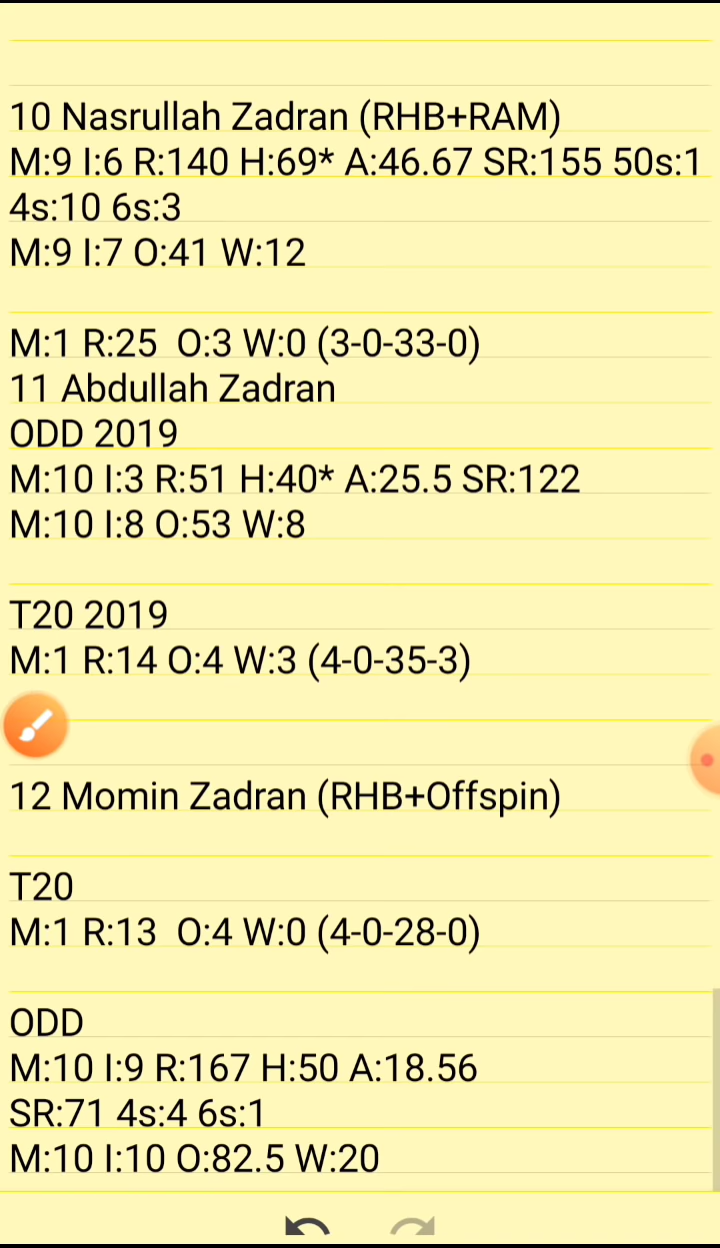 10 Nasrullah Zadran (RHB+RAM)
M:9 I:6 R:140 H:69* A:46.67 SR:155 50s:1
4s:10 6s:3
M:9 I:7 O:41 W:12
M:1 R:25  O:3 W:0 (3-0-33-0)
11 Abdullah Zadran
ODD 2019
M:10 I:3 R:51 H:40* A:25.5 SR:122
M:10 I:8 O:53 W:8
T20 2019
M:1 R:14 O:4 W:3 (4-0-35-3)
12 Momin Zadran (RHB+Offspin)
T20
M:1 R:13  O:4 W:0 (4-0-28-0)
ODD
M:10 I:9 R:167 H:50 A:18.56
SR:71 4s:4 6s:1
M:10 I:10 O:82.5 W:20